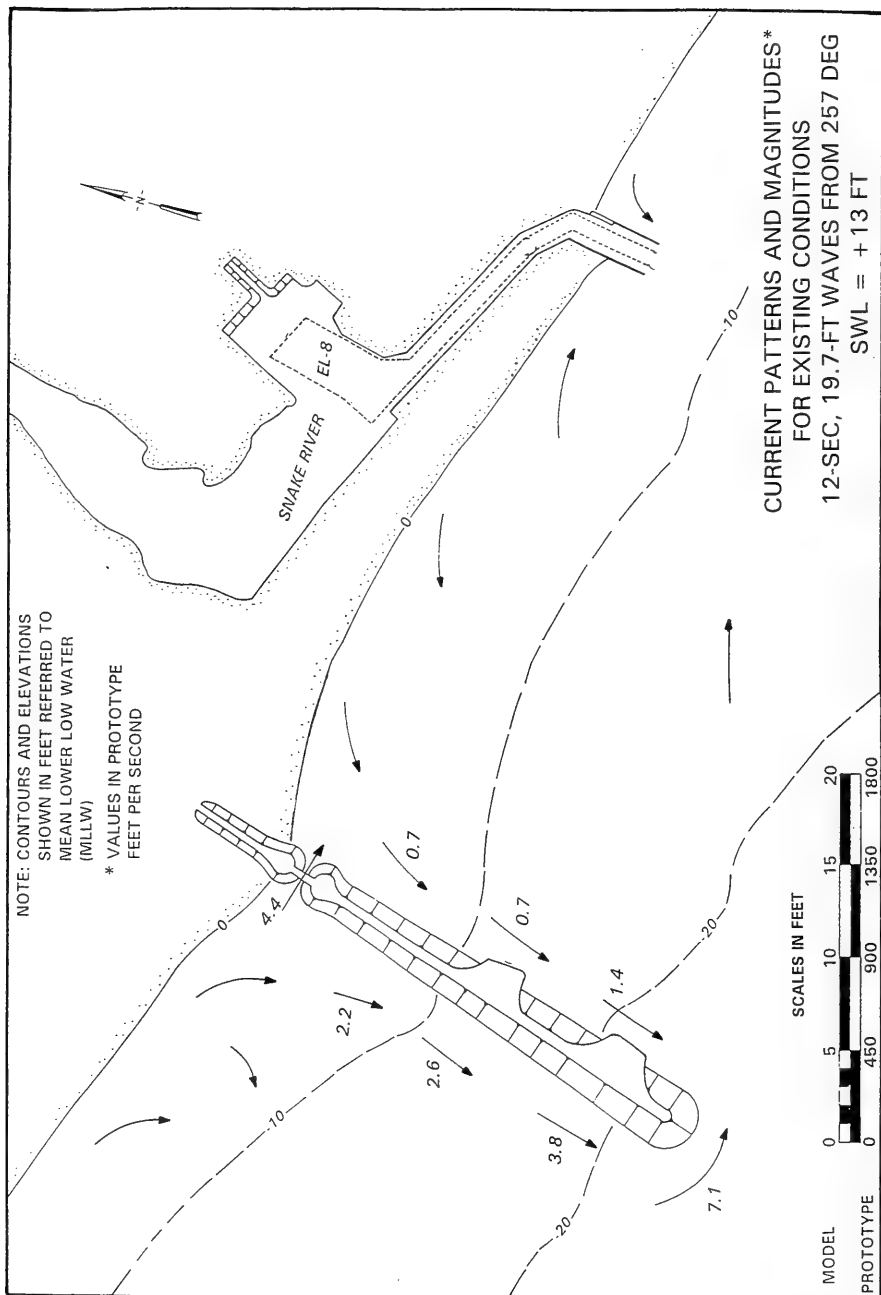 NOTE: CONTOURS AND ELEVATIONS
SHOWN IN FEET REFERRED TO
MEAN LOWER LOW WATER
(MLLW)
* VALUES IN PROTOTYPE
FEET PER SECOND
N
SNAKE RIVER
EL-8
0
0
4.4
2.2
2.6
3.8
7.1
0.7
0.7
1.4
-10
-10
-20
-20
SCALES IN FEET
MODEL 0 5 10 15 20
PROTOTYPE 0 450 900 1350 1800
CURRENT PATTERNS AND MAGNITUDES*
FOR EXISTING CONDITIONS
12-SEC, 19.7-FT WAVES FROM 257 DEG
SWL = +13 FT